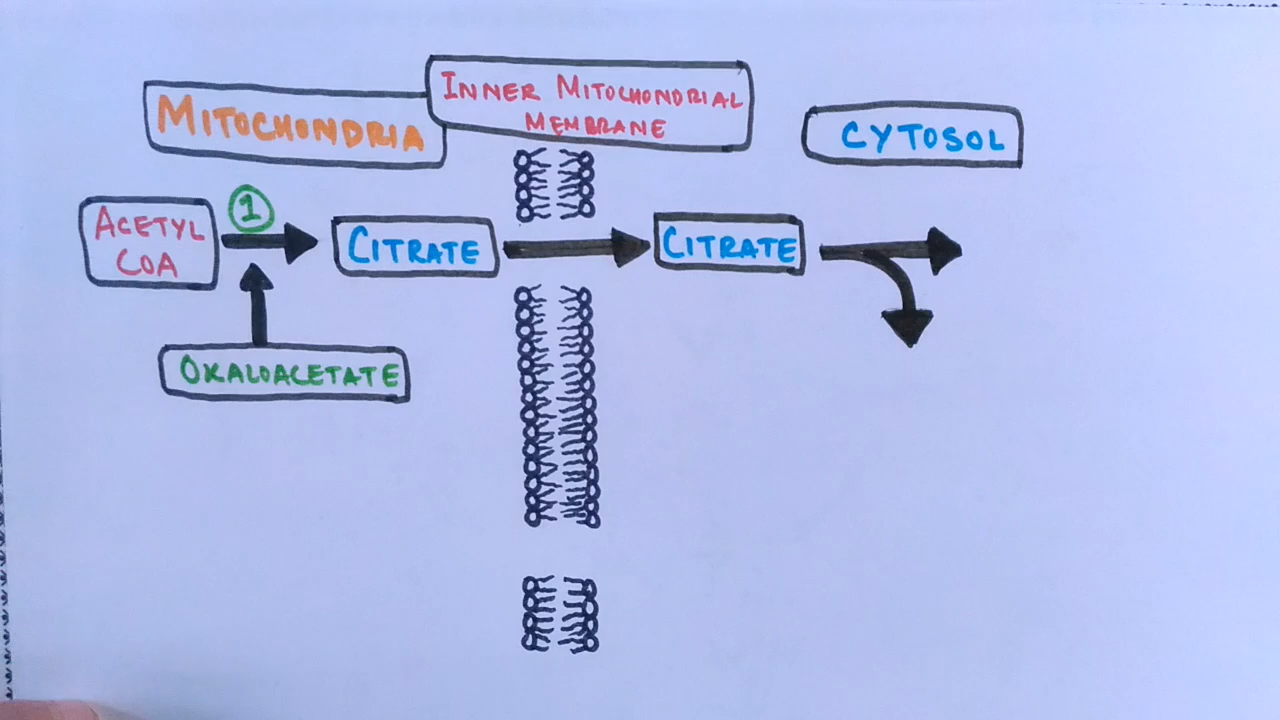 MITOCHONDRIA
INNER MITOCHONDRIAL
MEMBRANE
CYTOSOL
ACETYL
COA
1
CITRATE
CITRATE
OXALOACETATE